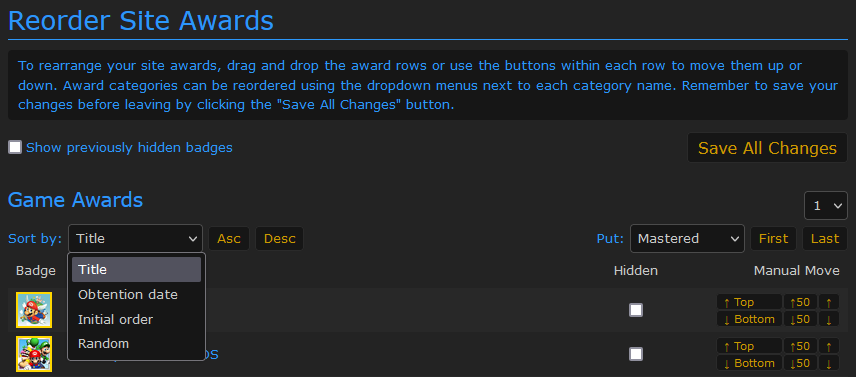 Reorder Site Awards
To rearrange your site awards, drag and drop the award rows or use the buttons within each row to move them up or
down. Award categories can be reordered using the dropdown menus next to each category name. Remember to save your
changes before leaving by clicking the "Save All Changes" button.
Show previously hidden badges
Save All Changes
Game Awards
1
Sort by: Title Asc Desc Put: Mastered First Last
Badge Hidden Manual Move
Title
Obtention date
Initial order
Random
↑ Top ↑50 ↑
↓ Bottom ↓50 ↓
↑ Top ↑50 ↑
↓ Bottom ↓50 ↓